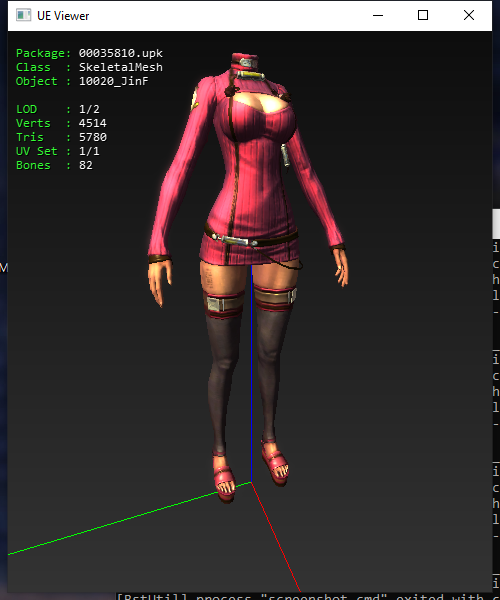 UE Viewer
Package: 00035810.upk
Class  : SkeletalMesh
Object : 10020_JinF
LOD    : 1/2
Verts  : 4514
Tris   : 5780
UV Set : 1/1
Bones  : 82
M
i
c
h
l
-
i
c
h
l
-
i
c
h
l
-
i
[BstUtil] process "screenshot.cmd" exited with c